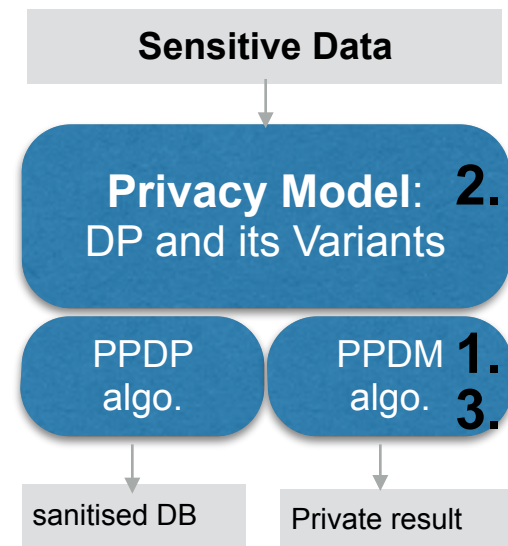 Sensitive Data
Privacy Model: 2.
DP and its Variants
PPDP
algo.
PPDM 1.
algo. 3.
sanitised DB
Private result